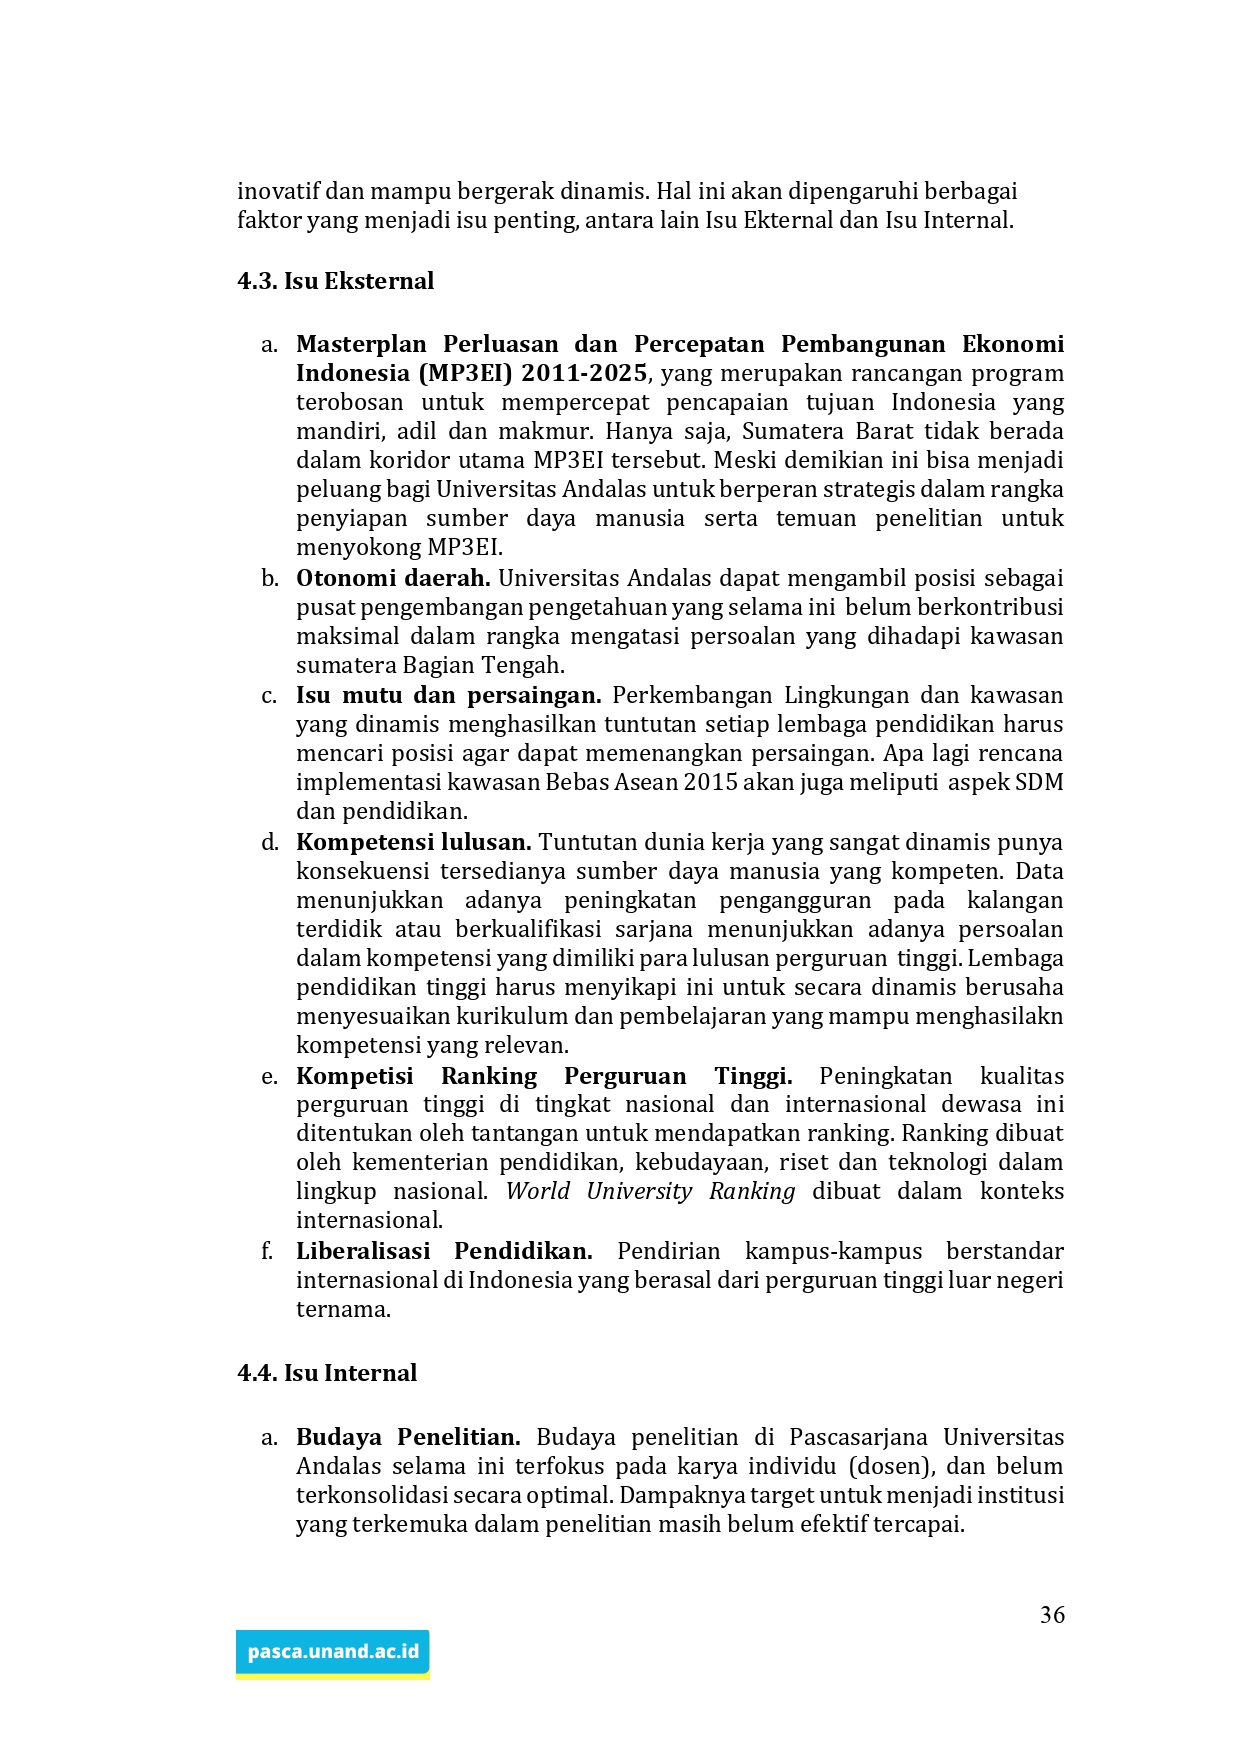 inovatif dan mampu bergerak dinamis. Hal ini akan dipengaruhi berbagai
faktor yang menjadi isu penting, antara lain Isu Ekternal dan Isu Internal.
4.3. Isu Eksternal
a. Masterplan Perluasan dan Percepatan Pembangunan Ekonomi
Indonesia (MP3EI) 2011-2025, yang merupakan rancangan program
terobosan untuk mempercepat pencapaian tujuan Indonesia yang
mandiri, adil dan makmur. Hanya saja, Sumatera Barat tidak berada
dalam koridor utama MP3EI tersebut. Meski demikian ini bisa menjadi
peluang bagi Universitas Andalas untuk berperan strategis dalam rangka
penyiapan sumber daya manusia serta temuan penelitian untuk
menyokong MP3EI.
b. Otonomi daerah. Universitas Andalas dapat mengambil posisi sebagai
pusat pengembangan pengetahuan yang selama ini belum berkontribusi
maksimal dalam rangka mengatasi persoalan yang dihadapi kawasan
sumatera Bagian Tengah.
c. Isu mutu dan persaingan. Perkembangan Lingkungan dan kawasan
yang dinamis menghasilkan tuntutan setiap lembaga pendidikan harus
mencari posisi agar dapat memenangkan persaingan. Apa lagi rencana
implementasi kawasan Bebas Asean 2015 akan juga meliputi aspek SDM
dan pendidikan.
d. Kompetensi lulusan. Tuntutan dunia kerja yang sangat dinamis punya
konsekuensi tersedianya sumber daya manusia yang kompeten. Data
menunjukkan adanya peningkatan pengangguran pada kalangan
terdidik atau berkualifikasi sarjana menunjukkan adanya persoalan
dalam kompetensi yang dimiliki para lulusan perguruan tinggi. Lembaga
pendidikan tinggi harus menyikapi ini untuk secara dinamis berusaha
menyesuaikan kurikulum dan pembelajaran yang mampu menghasilakn
kompetensi yang relevan.
e. Kompetisi Ranking Perguruan Tinggi. Peningkatan kualitas
perguruan tinggi di tingkat nasional dan internasional dewasa ini
ditentukan oleh tantangan untuk mendapatkan ranking. Ranking dibuat
oleh kementerian pendidikan, kebudayaan, riset dan teknologi dalam
lingkup nasional. World University Ranking dibuat dalam konteks
internasional.
f. Liberalisasi Pendidikan. Pendirian kampus-kampus berstandar
internasional di Indonesia yang berasal dari perguruan tinggi luar negeri
ternama.
4.4. Isu Internal
a. Budaya Penelitian. Budaya penelitian di Pascasarjana Universitas
Andalas selama ini terfokus pada karya individu (dosen), dan belum
terkonsolidasi secara optimal. Dampaknya target untuk menjadi institusi
yang terkemuka dalam penelitian masih belum efektif tercapai.
36
pasca.unand.ac.id